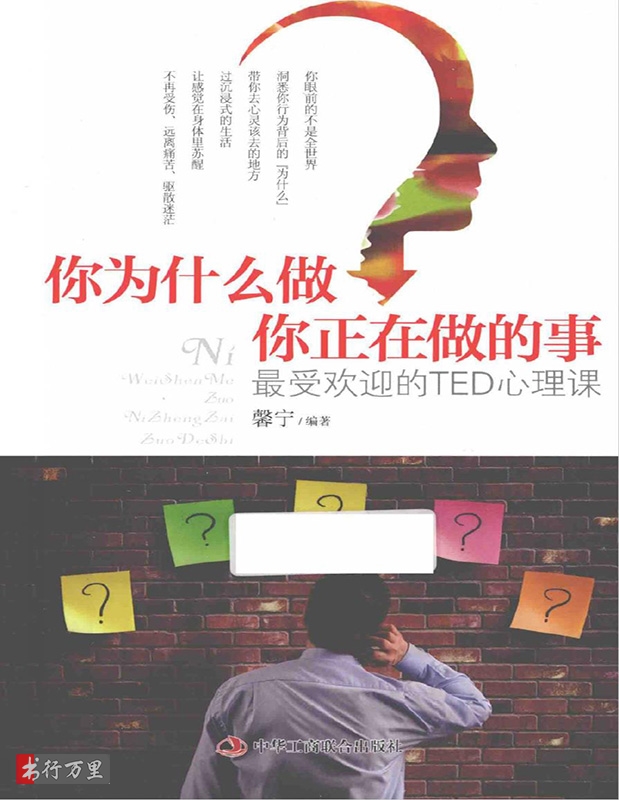 你眼前的不是全世界
洞悉你行为背后的「为什么」
带你去心灵该去的地方
过沉浸式的生活
让感觉在身体里苏醒
不再受伤、远离痛苦、驱散迷茫
你为什么做
你正在做的事
Ni
WeiShenMe
Zuo
NiZhengZai
ZuoDeShi
最受欢迎的TED心理课
馨宁/编著
? ? ? ? ?
中华工商联合出版社
书行万里